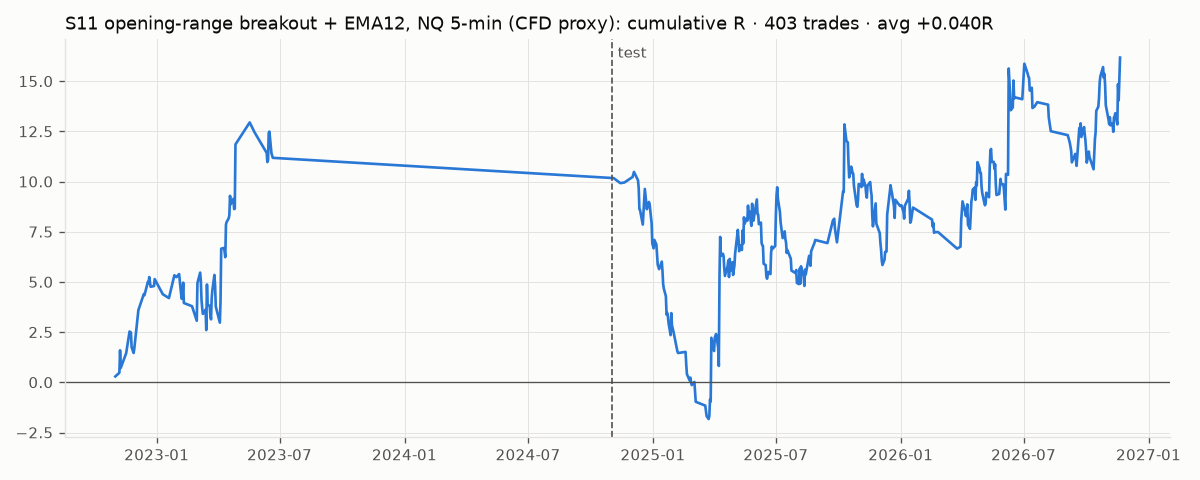 S11 opening-range breakout + EMA12, NQ 5-min (CFD proxy): cumulative R · 403 trades · avg +0.040R
test
15.0
12.5
10.0
7.5
5.0
2.5
0.0
−2.5
2023-01 2023-07 2024-01 2024-07 2025-01 2025-07 2026-01 2026-07 2027-01